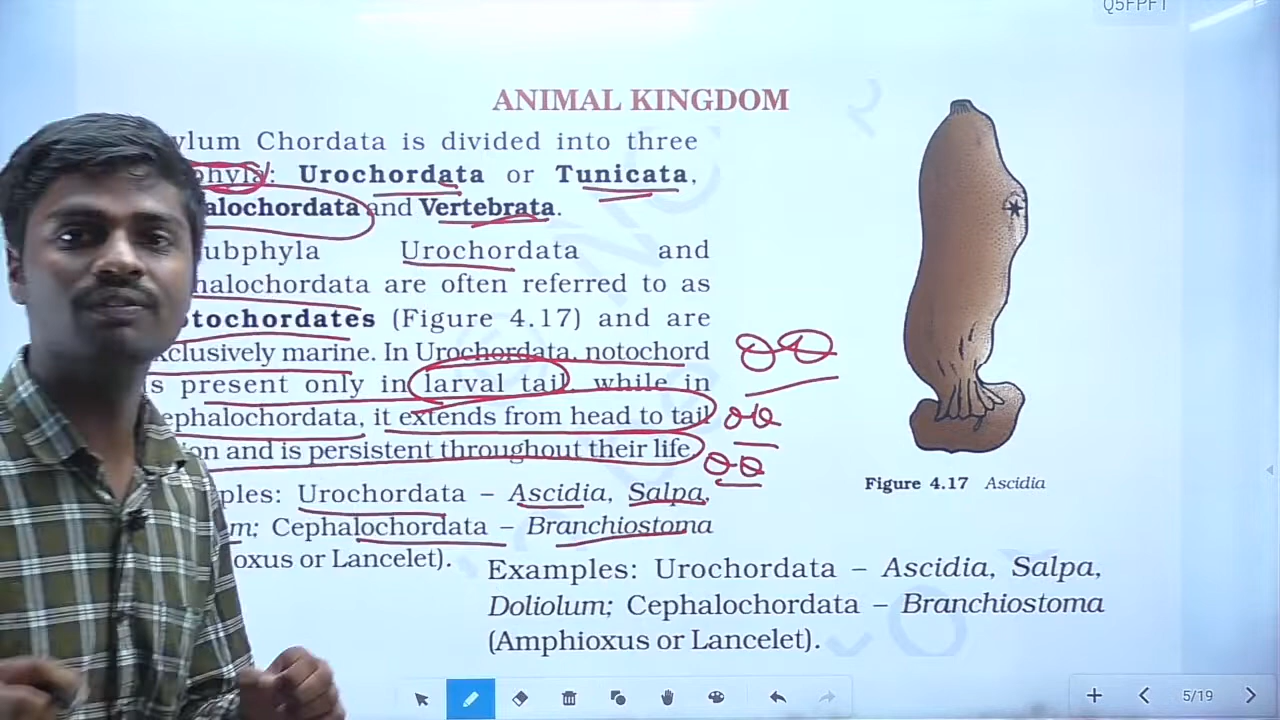 Q5FPFT
ANIMAL KINGDOM
ylum Chordata is divided into three
phyla: Urochordata or Tunicata,
alochordata and Vertebrata.
ubphyla Urochordata and
halochordata are often referred to as
tochordates (Figure 4.17) and are
xclusively marine. In Urochordata, notochord
s present only in larval tail, while in
ephalochordata, it extends from head to tail
on and is persistent throughout their life.
ples: Urochordata – Ascidia, Salpa,
m; Cephalochordata – Branchiostoma
oxus or Lancelet).
Figure 4.17 Ascidia
Examples: Urochordata – Ascidia, Salpa,
Doliolum; Cephalochordata – Branchiostoma
(Amphioxus or Lancelet).
5/19